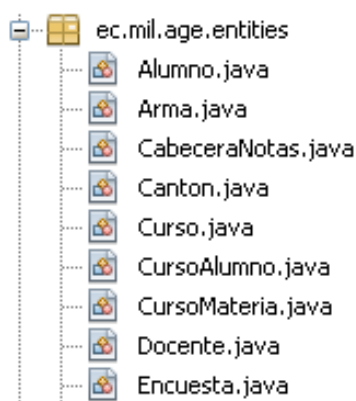 ec.mil.age.entities
Alumno.java
Arma.java
CabeceraNotas.java
Canton.java
Curso.java
CursoAlumno.java
CursoMateria.java
Docente.java
Encuesta.java